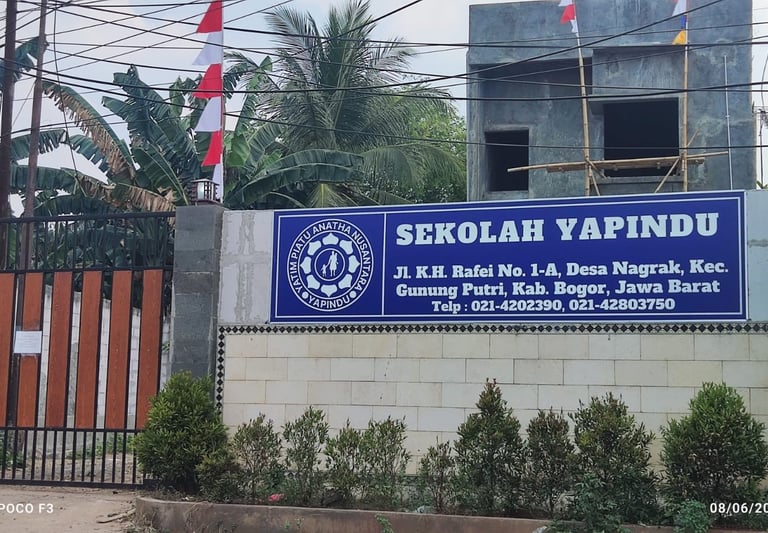 SEKOLAH YAPINDU
YATIM PIATU ANATHA NUSANTARA
YAPINDU
Jl. K.H. Rafei No. 1-A, Desa Nagrak, Kec.
Gunung Putri, Kab. Bogor, Jawa Barat
Telp : 021-4202390, 021-42803750
POCO F3
08/06/20